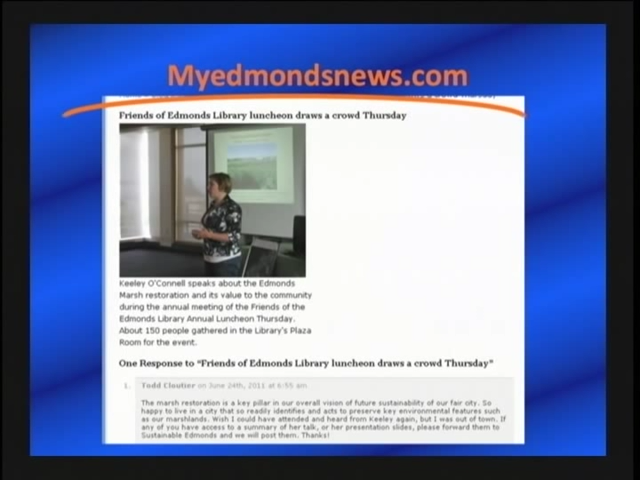 Myedmondsnews.com
Friends of Edmonds Library luncheon draws a crowd Thursday
Keeley O'Connell speaks about the Edmonds
Marsh restoration and its value to the community
during the annual meeting of the Friends of the
Edmonds Library Annual Luncheon Thursday.
About 150 people gathered in the Library's Plaza
Room for the event.
One Response to "Friends of Edmonds Library luncheon draws a crowd Thursday"
1. Todd Cloutier on June 24th, 2011 at 6:55 am
The marsh restoration is a key pillar in our overall vision of future sustainability of our fair city. So
happy to live in a city that so readily identifies and acts to preserve key environmental features such
as our marshlands. Wish I could have attended and heard from Keeley again, but I was out of town. If
any of you have access to a summary of her talk, or her presentation slides, please forward them to
Sustainable Edmonds and we will post them. Thanks!